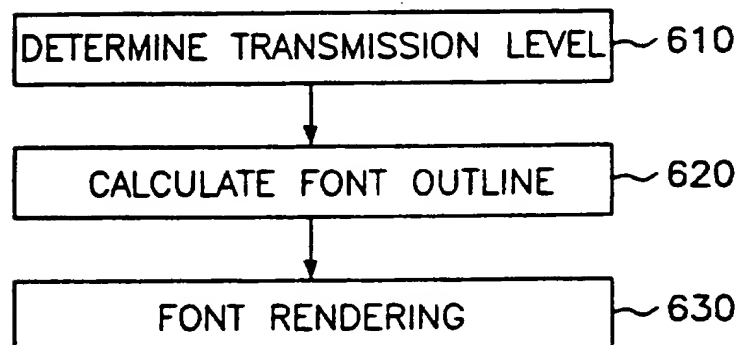 DETERMINE TRANSMISSION LEVEL 610
CALCULATE FONT OUTLINE 620
FONT RENDERING 630